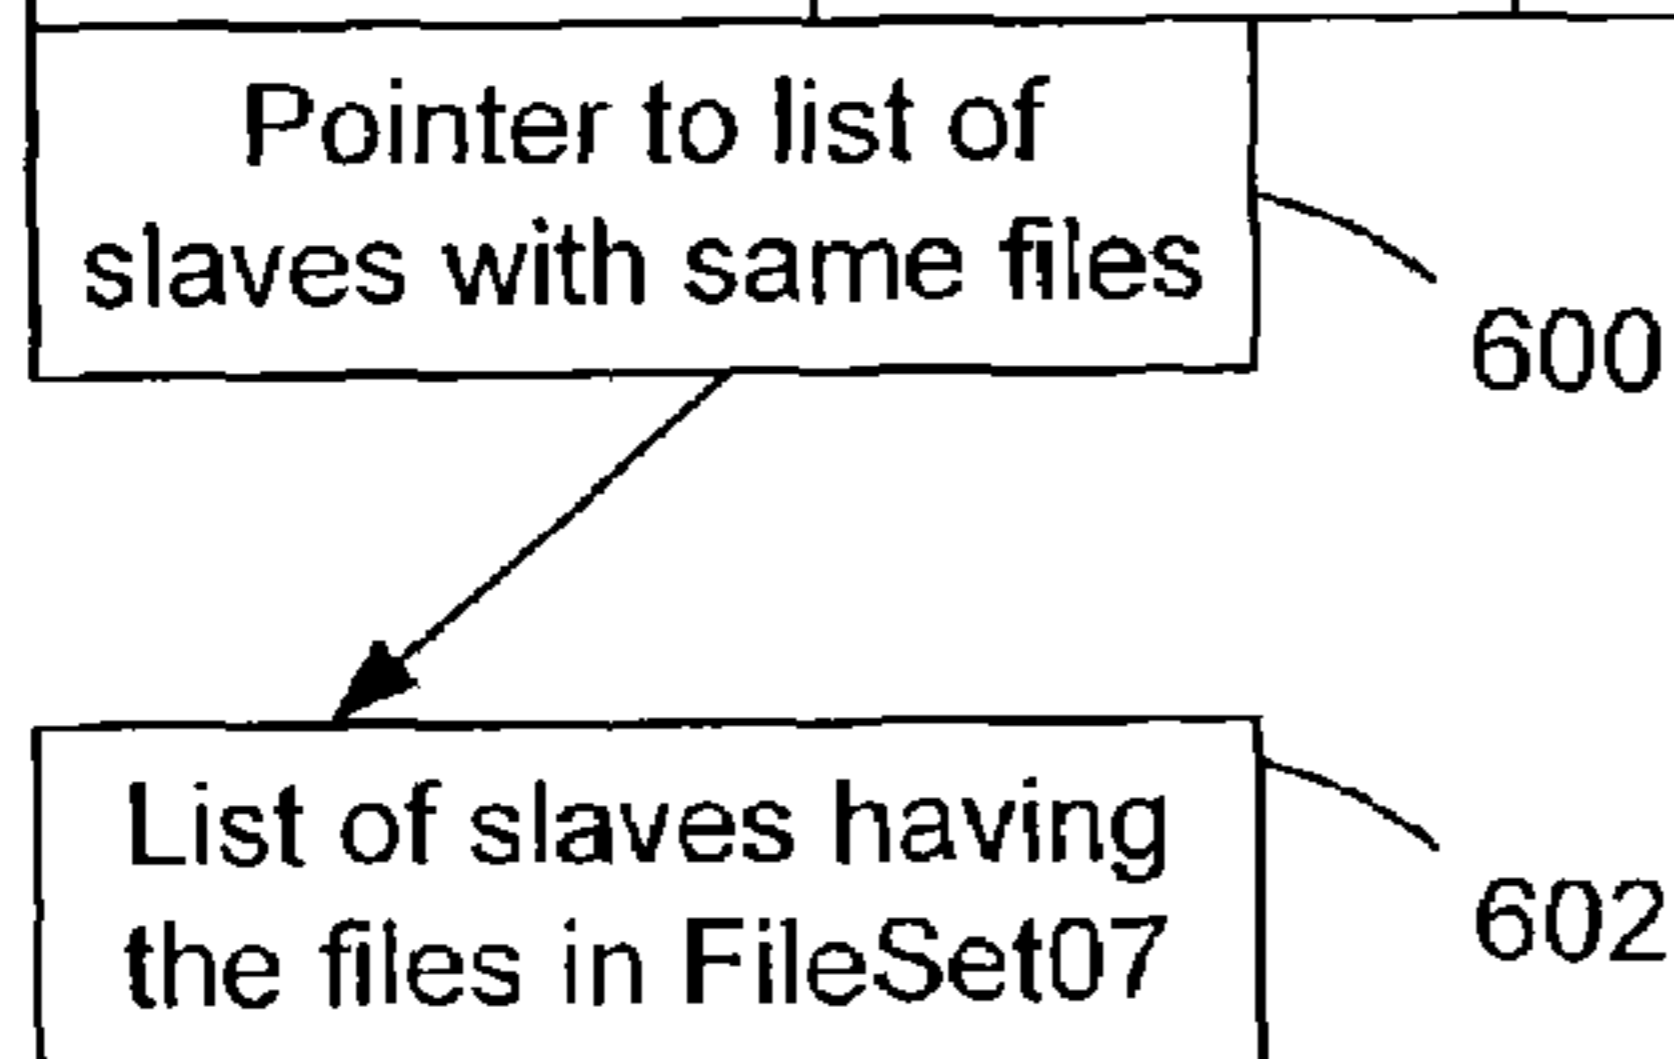 Pointer to list of
slaves with same files
600
List of slaves having
the files in FileSet07
602